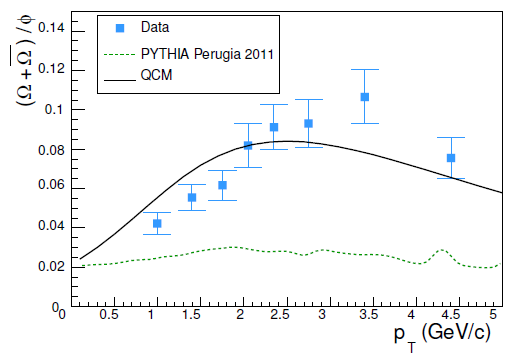 (Ω + Ω̅) / ϕ
0.14
0.12
0.1
0.08
0.06
0.04
0.02
0
Data
PYTHIA Perugia 2011
QCM
0 0.5 1 1.5 2 2.5 3 3.5 4 4.5 5
p_T (GeV/c)